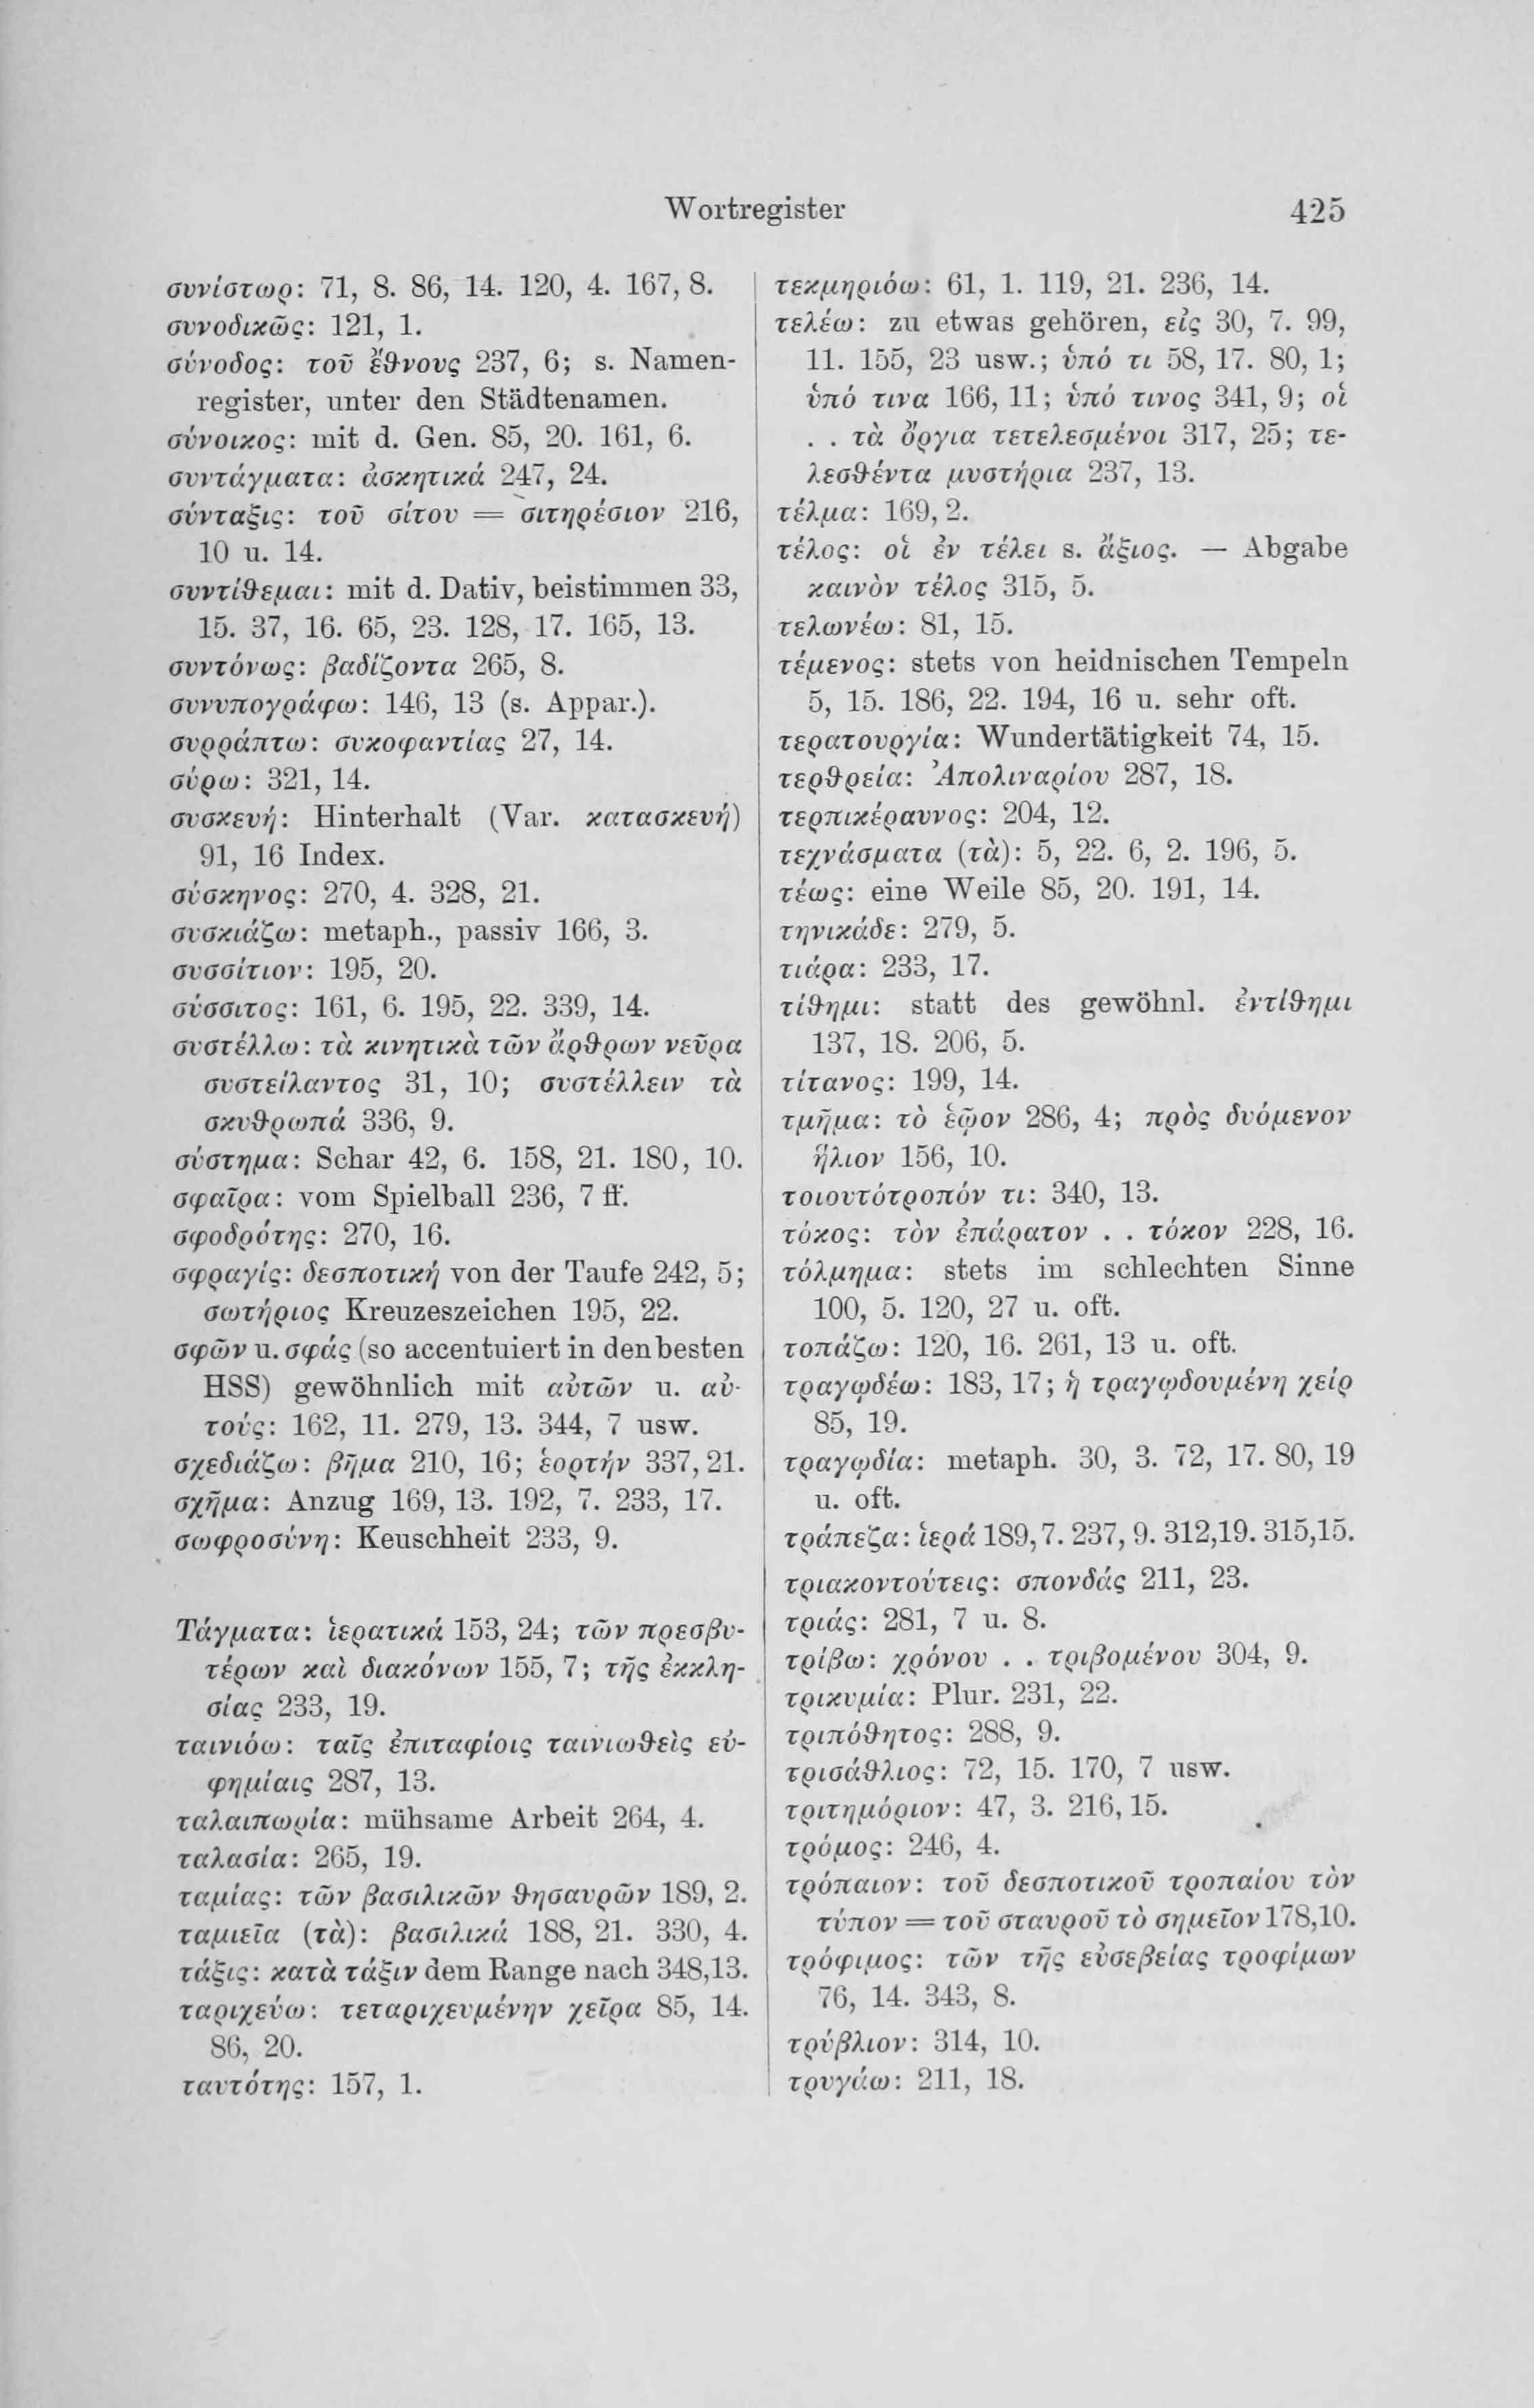 Wortregister 425
συνίστωρ: 71, 8. 86, 14. 120, 4. 167, 8.
συνοδικῶς: 121, 1.
σύνοδος: τοῦ ἔθνους 237, 6; s. Namen-
register, unter den Städtenamen.
σύνοικος: mit d. Gen. 85, 20. 161, 6.
συντάγματα: ἀσκητικά 247, 24.
σύνταξις: τοῦ σίτου = σιτηρέσιον 216,
10 u. 14.
συντίθεμαι: mit d. Dativ, beistimmen 33,
15. 37, 16. 65, 23. 128, 17. 165, 13.
συντόνως: βαδίζοντα 265, 8.
συνυπογράφω: 146, 13 (s. Appar.).
συρράπτω: συκοφαντίας 27, 14.
σύρω: 321, 14.
συσκευή: Hinterhalt (Var. κατασκευή)
91, 16 Index.
σύσκηνος: 270, 4. 328, 21.
συσκιάζω: metaph., passiv 166, 3.
συσσίτιον: 195, 20.
σύσσιτος: 161, 6. 195, 22. 339, 14.
συστέλλω: τὰ κινητικὰ τῶν ἄρθρων νεῦρα
συστείλαντος 31, 10; συστέλλειν τὰ
σκυθρωπά 336, 9.
σύστημα: Schar 42, 6. 158, 21. 180, 10.
σφαῖρα: vom Spielball 236, 7 ff.
σφοδρότης: 270, 16.
σφραγίς: δεσποτική von der Taufe 242, 5;
σωτήριος Kreuzeszeichen 195, 22.
σφῶν u. σφάς (so accentuiert in den besten
HSS) gewöhnlich mit αὐτῶν u. αὐ-
τούς: 162, 11. 279, 13. 344, 7 usw.
σχεδιάζω: βῆμα 210, 16; ἑορτήν 337, 21.
σχῆμα: Anzug 169, 13. 192, 7. 233, 17.
σωφροσύνη: Keuschheit 233, 9.
Τάγματα: ἱερατικά 153, 24; τῶν πρεσβυ-
τέρων καὶ διακόνων 155, 7; τῆς ἐκκλη-
σίας 233, 19.
ταινιόω: ταῖς ἐπιταφίοις ταινιωθεὶς εὐ-
φημίαις 287, 13.
ταλαιπωρία: mühsame Arbeit 264, 4.
ταλασία: 265, 19.
ταμίας: τῶν βασιλικῶν θησαυρῶν 189, 2.
ταμιεῖα (τὰ): βασιλικά 188, 21. 330, 4.
τάξις: κατὰ τάξιν dem Range nach 348,13.
ταριχεύω: τεταριχευμένην χεῖρα 85, 14.
86, 20.
ταυτότης: 157, 1.
τεκμηριόω: 61, 1. 119, 21. 236, 14.
τελέω: zu etwas gehören, εἰς 30, 7. 99,
11. 155, 23 usw.; ὑπό τι 58, 17. 80, 1;
ὑπό τινα 166, 11; ὑπό τινος 341, 9; οἱ
. . τὰ ὄργια τετελεσμένοι 317, 25; τε-
λεσθέντα μυστήρια 237, 13.
τέλμα: 169, 2.
τέλος: οἱ ἐν τέλει s. ἄξιος. — Abgabe
καινὸν τέλος 315, 5.
τελωνέω: 81, 15.
τέμενος: stets von heidnischen Tempeln
5, 15. 186, 22. 194, 16 u. sehr oft.
τερατουργία: Wundertätigkeit 74, 15.
τερθρεία: Ἀπολιναρίου 287, 18.
τερπικέραυνος: 204, 12.
τεχνάσματα (τὰ): 5, 22. 6, 2. 196, 5.
τέως: eine Weile 85, 20. 191, 14.
τηνικάδε: 279, 5.
τιάρα: 233, 17.
τίθημι: statt des gewöhnl. ἐντίθημι
137, 18. 206, 5.
τίτανος: 199, 14.
τμῆμα: τὸ ἑῷον 286, 4; πρὸς δυόμενον
ἥλιον 156, 10.
τοιουτότροπόν τι: 340, 13.
τόκος: τὸν ἐπάρατον . . τόκον 228, 16.
τόλμημα: stets im schlechten Sinne
100, 5. 120, 27 u. oft.
τοπάζω: 120, 16. 261, 13 u. oft.
τραγῳδέω: 183, 17; ἡ τραγῳδουμένη χείρ
85, 19.
τραγῳδία: metaph. 30, 3. 72, 17. 80, 19
u. oft.
τράπεζα: ἱερά 189, 7. 237, 9. 312,19. 315,15.
τριακοντούτεις: σπονδάς 211, 23.
τριάς: 281, 7 u. 8.
τρίβω: χρόνου . . τριβομένου 304, 9.
τρικυμία: Plur. 231, 22.
τριπόθητος: 288, 9.
τρισάθλιος: 72, 15. 170, 7 usw.
τριτημόριον: 47, 3. 216, 15.
τρόμος: 246, 4.
τρόπαιον: τοῦ δεσποτικοῦ τροπαίου τὸν
τύπον = τοῦ σταυροῦ τὸ σημεῖον 178,10.
τρόφιμος: τῶν τῆς εὐσεβείας τροφίμων
76, 14. 343, 8.
τρύβλιον: 314, 10.
τρυγάω: 211, 18.